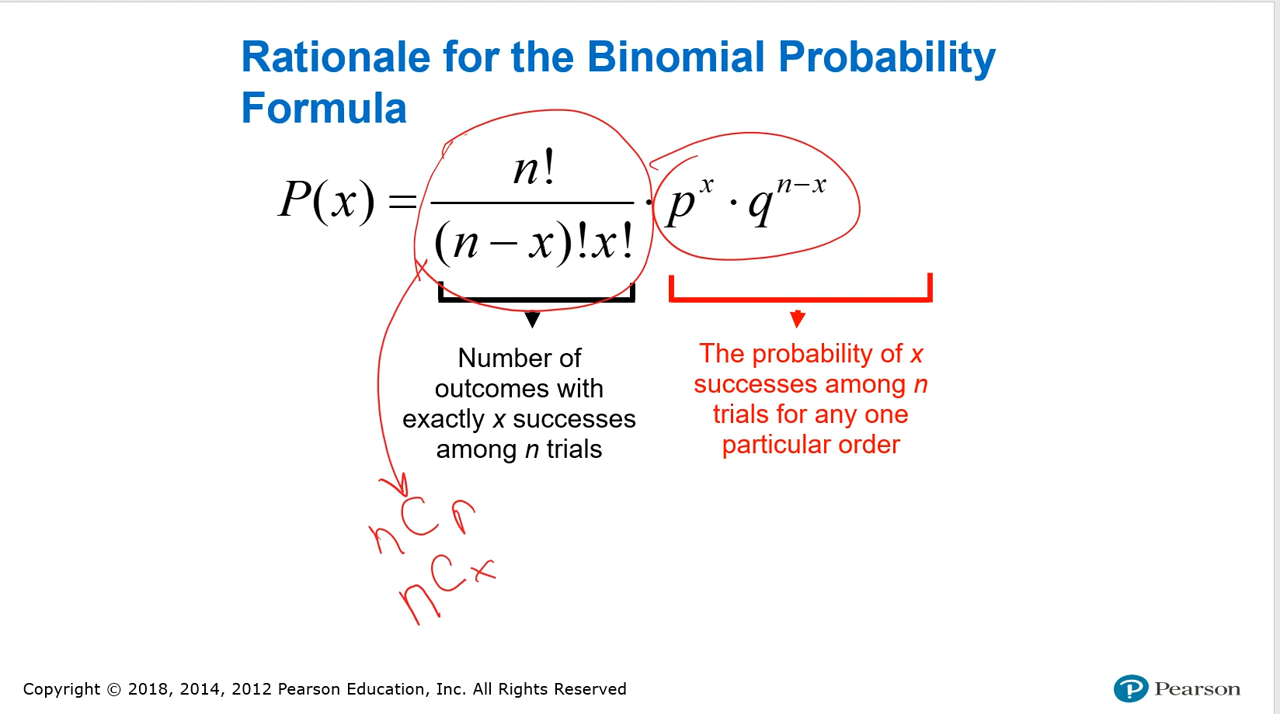 Rationale for the Binomial Probability
Formula
P(x) = n! / (n − x)!x! · p^x · q^(n−x)
Number of
outcomes with
exactly x successes
among n trials
The probability of x
successes among n
trials for any one
particular order
nCr
nCx
Copyright © 2018, 2014, 2012 Pearson Education, Inc. All Rights Reserved
P Pearson